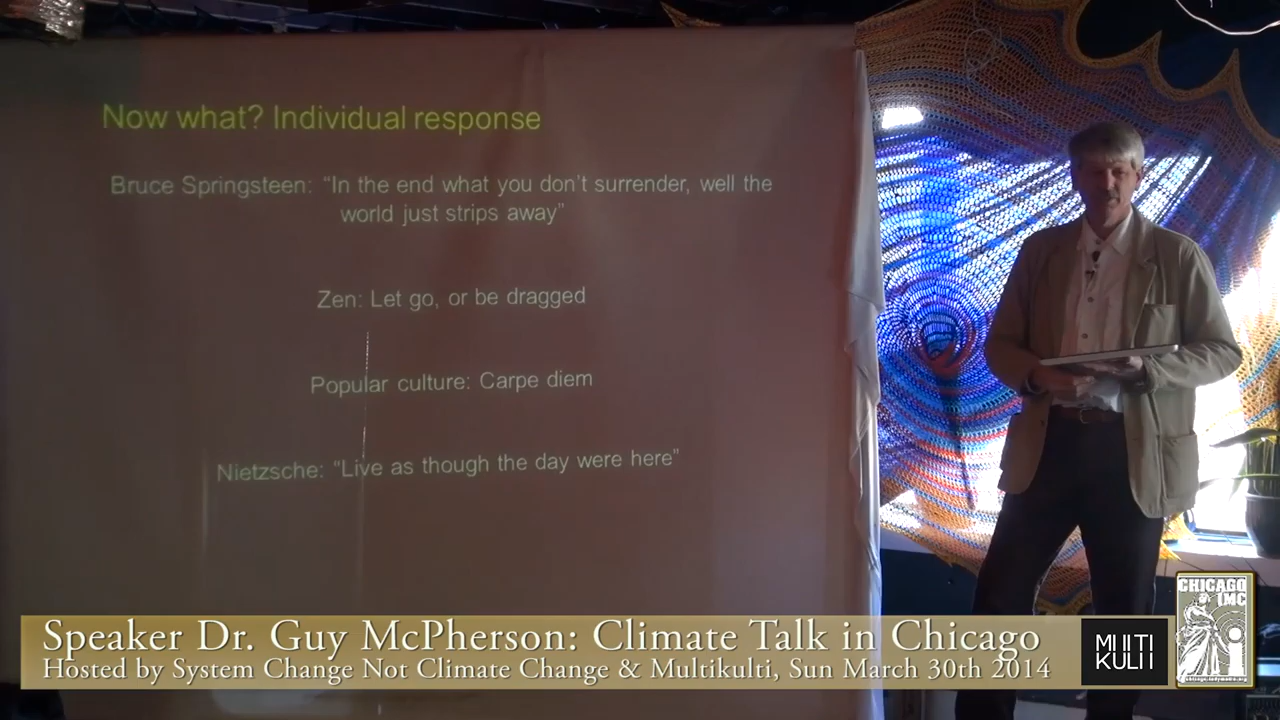 Now what? Individual response
Bruce Springsteen: “In the end what you don’t surrender, well the
world just strips away”
Zen: Let go, or be dragged
Popular culture: Carpe diem
Nietzsche: “Live as though the day were here”
Speaker Dr. Guy McPherson: Climate Talk in Chicago
Hosted by System Change Not Climate Change & Multikulti, Sun March 30th 2014
MULTI
KULTI
CHICAGO
IMC
chicago.indymedia.org